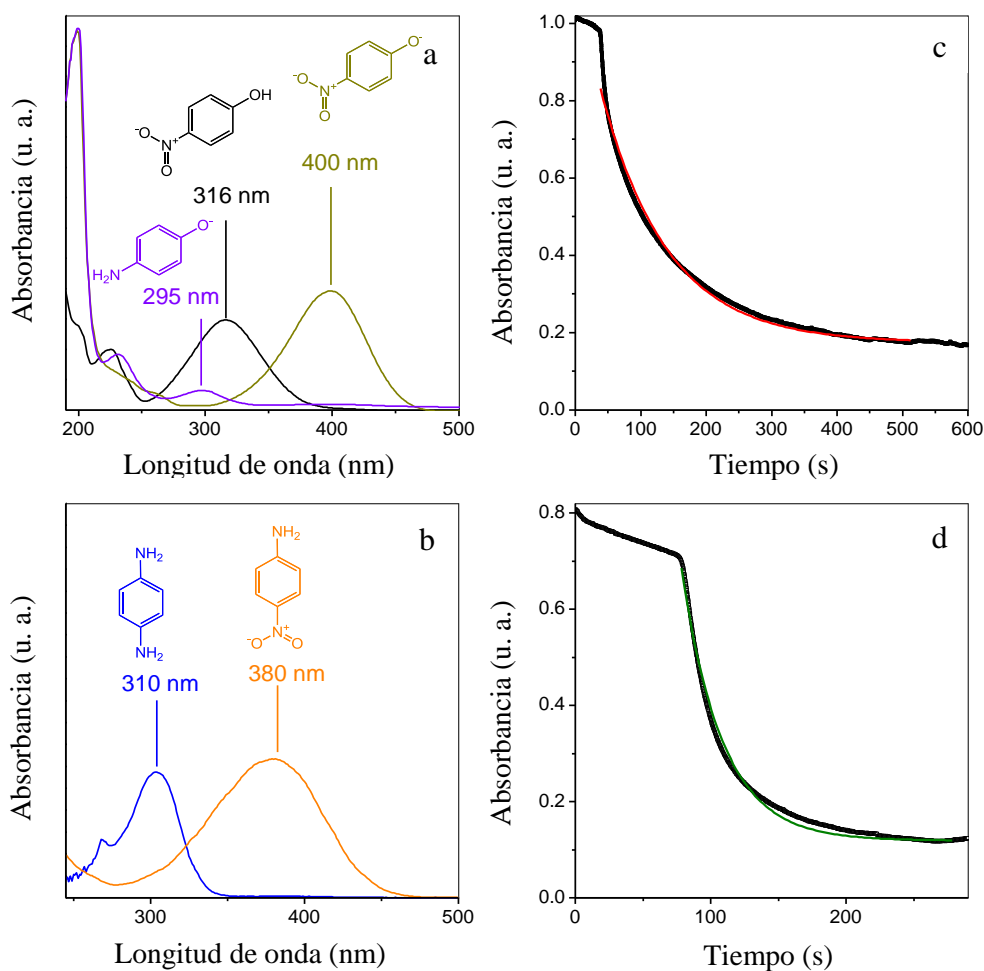 a
O-
-O
N+
O
OH
-O
N+
O
400 nm
316 nm
O-
H2N
295 nm
Absorbancia (u. a.)
200
300
400
500
Longitud de onda (nm)
c
1.0
0.8
0.6
0.4
0.2
0.0
Absorbancia (u. a.)
0
100
200
300
400
500
600
Tiempo (s)
b
NH2
NH2
310 nm
NH2
N+
-O
O
380 nm
Absorbancia (u. a.)
300
400
500
Longitud de onda (nm)
d
0.8
0.6
0.4
0.2
0.0
Absorbancia (u. a.)
0
100
200
Tiempo (s)